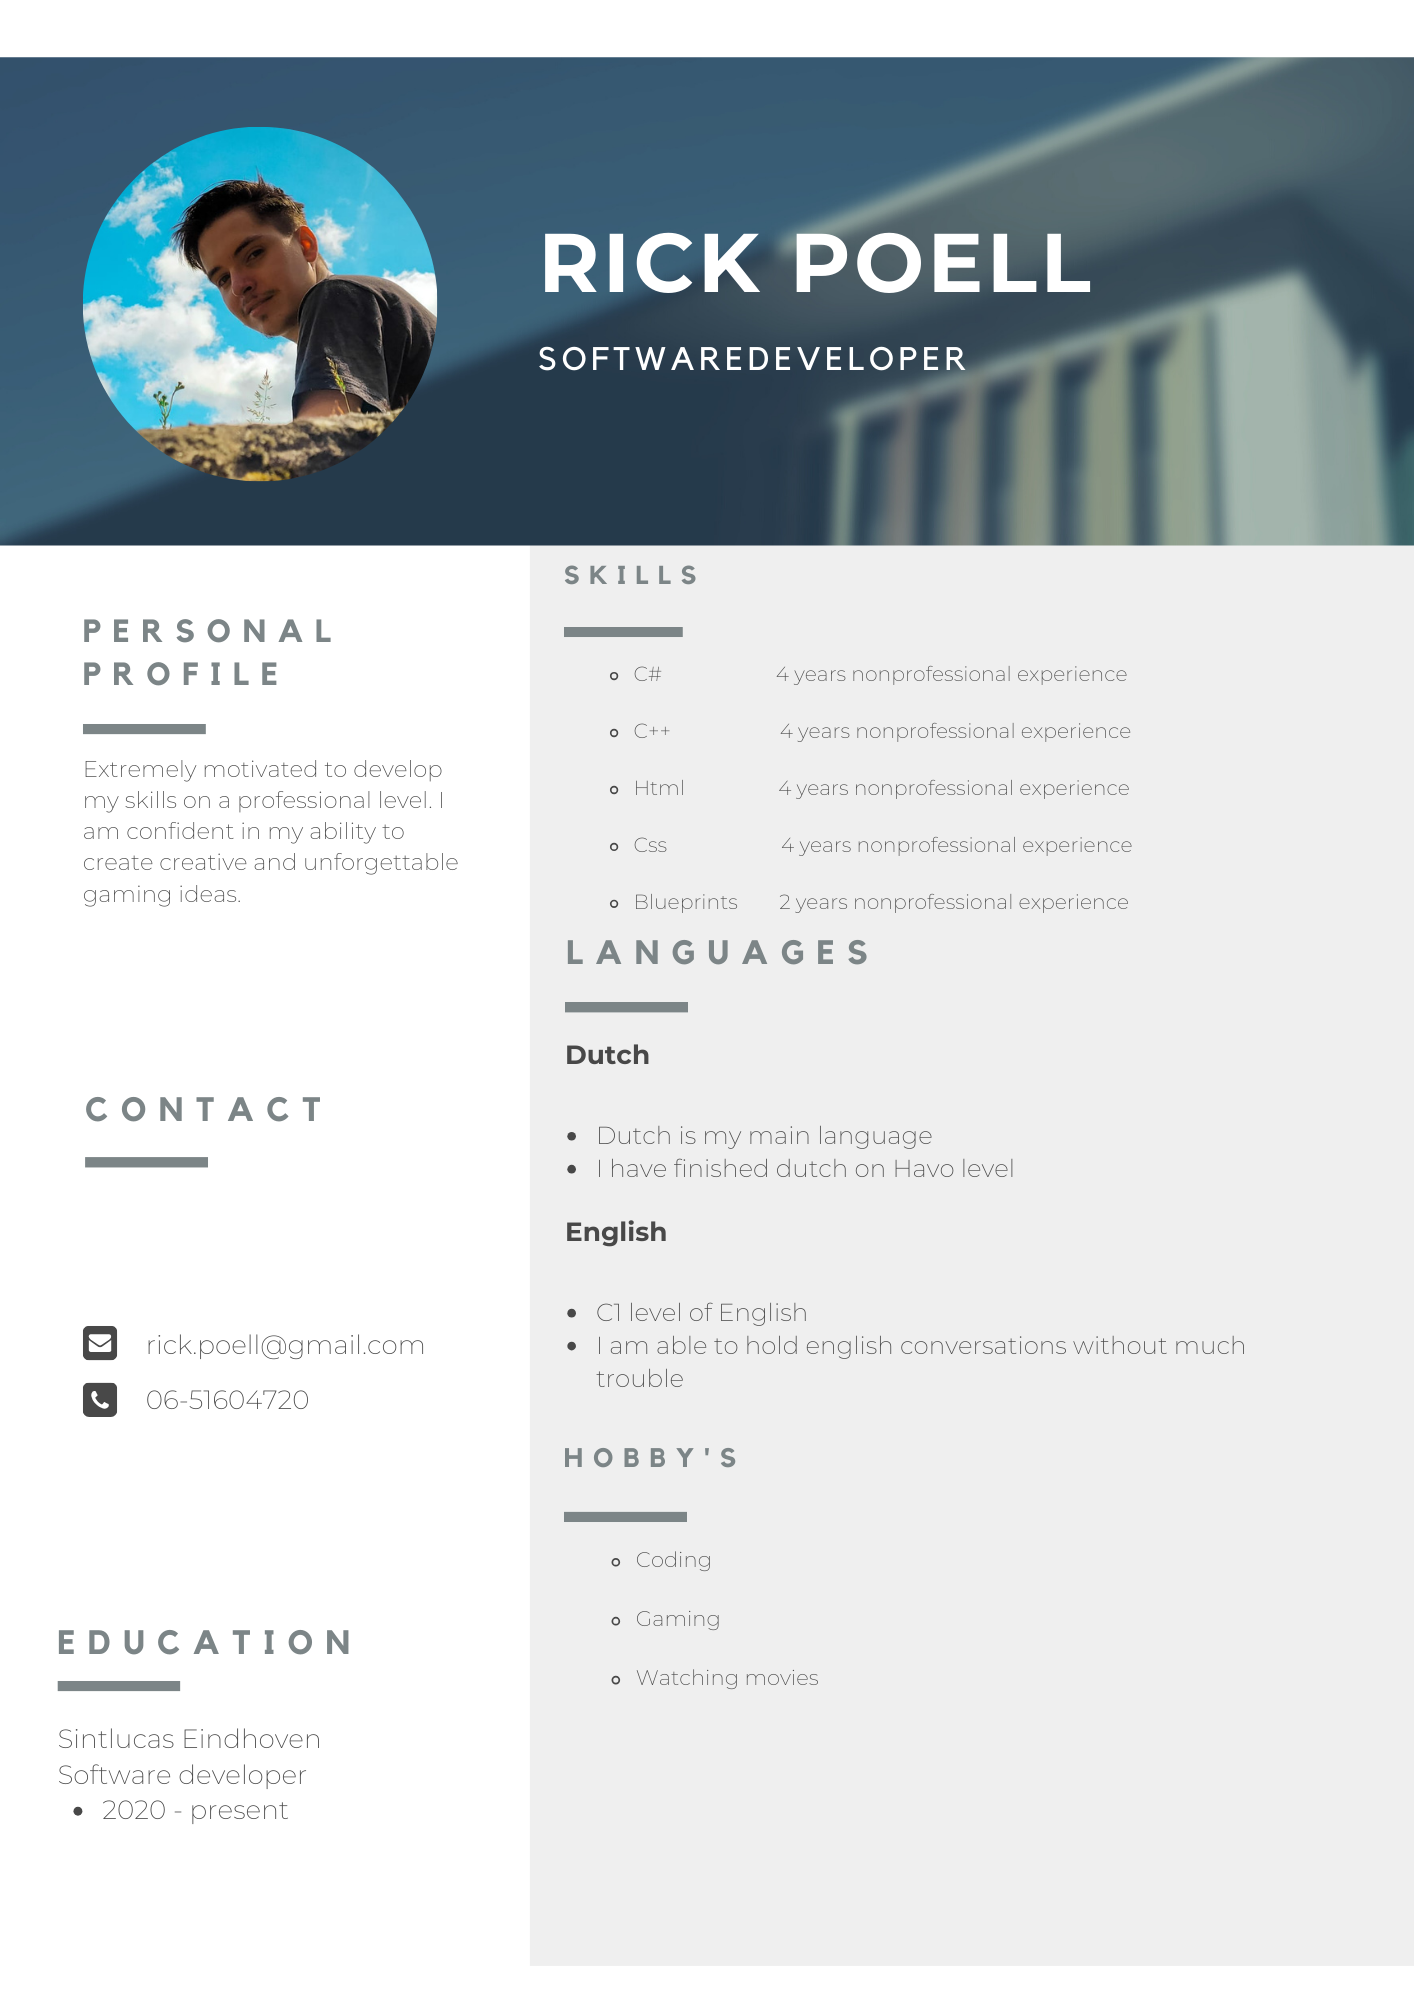 RICK POELL
SOFTWAREDEVELOPER
PERSONAL
PROFILE
Extremely motivated to develop
my skills on a professional level. I
am confident in my ability to
create creative and unforgettable
gaming ideas.
CONTACT
rick.poell@gmail.com
06-51604720
EDUCATION
Sintlucas Eindhoven
Software developer
• 2020 - present
SKILLS
C# 4 years nonprofessional experience
C++ 4 years nonprofessional experience
Html 4 years nonprofessional experience
Css 4 years nonprofessional experience
Blueprints 2 years nonprofessional experience
LANGUAGES
Dutch
• Dutch is my main language
• I have finished dutch on Havo level
English
• C1 level of English
• I am able to hold english conversations without much
trouble
HOBBY'S
Coding
Gaming
Watching movies